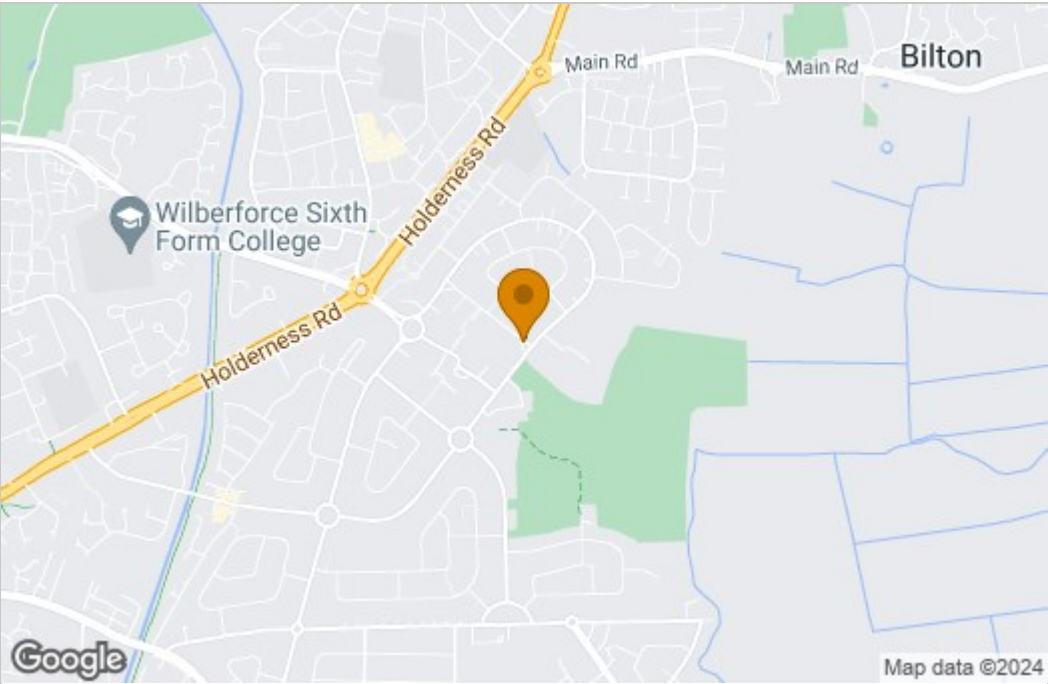 Main Rd
Main Rd
Bilton
Holderness Rd
Wilberforce Sixth
Form College
Holderness Rd
Google
Map data ©2024